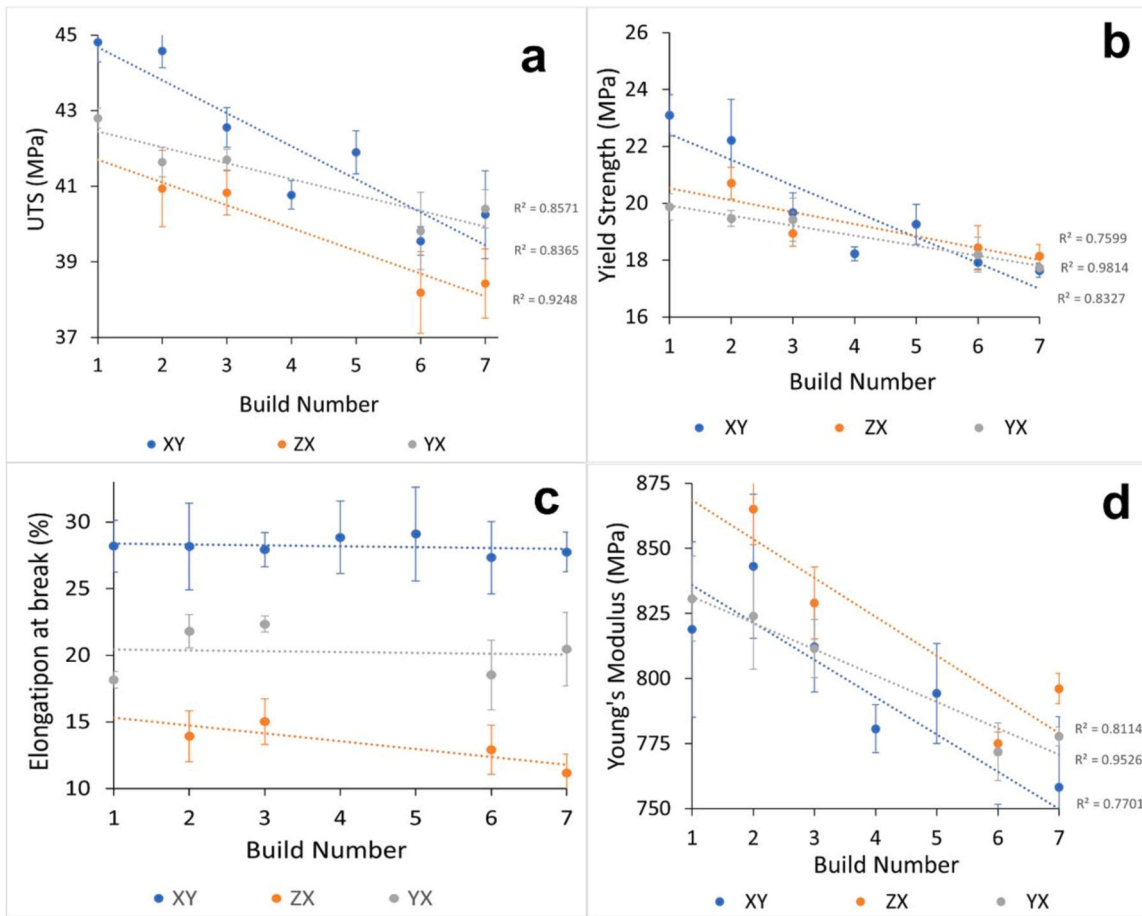 a
UTS (MPa)
45
43
41
39
37
1 2 3 4 5 6 7
Build Number
R² = 0.8571
R² = 0.8365
R² = 0.9248
XY ZX YX
b
Yield Strength (MPa)
26
24
22
20
18
16
1 2 3 4 5 6 7
Build Number
R² = 0.7599
R² = 0.9814
R² = 0.8327
XY ZX YX
c
Elongatipon at break (%)
30
25
20
15
10
1 2 3 4 5 6 7
Build Number
XY ZX YX
d
Young's Modulus (MPa)
875
850
825
800
775
750
1 2 3 4 5 6 7
Build Number
R² = 0.8114
R² = 0.9526
R² = 0.7701
XY ZX YX